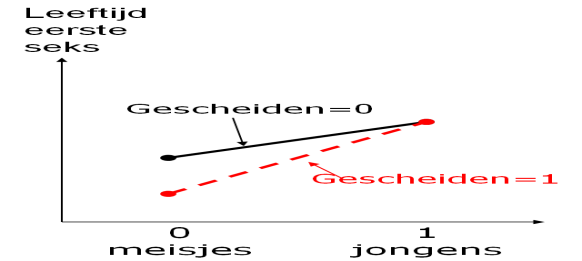 Leeftijd
eerste
seks
Gescheiden=0
Gescheiden=1
0 1
meisjes jongens